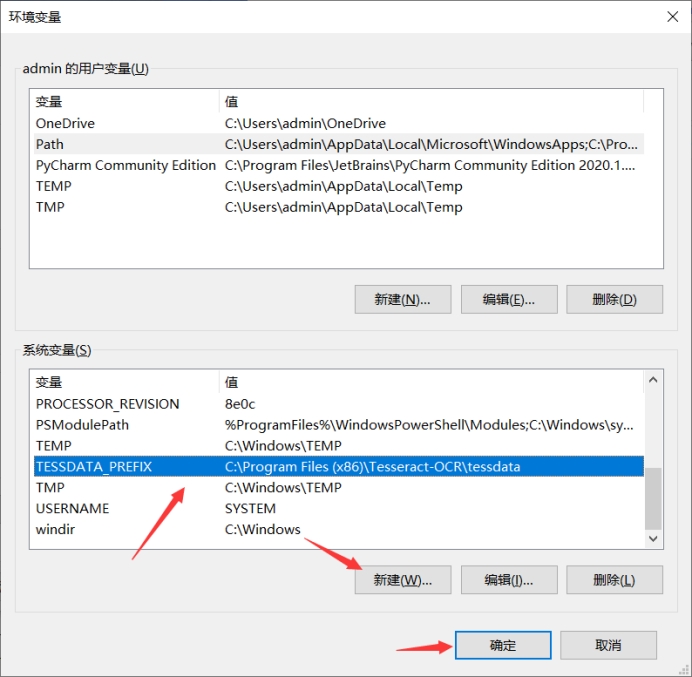 环境变量
admin 的用户变量(U)
变量 值
OneDrive C:\Users\admin\OneDrive
Path C:\Users\admin\AppData\Local\Microsoft\WindowsApps;C:\Pro...
PyCharm Community Edition C:\Program Files\JetBrains\PyCharm Community Edition 2020.1....
TEMP C:\Users\admin\AppData\Local\Temp
TMP C:\Users\admin\AppData\Local\Temp
新建(N)... 编辑(E)... 删除(D)
系统变量(S)
变量 值
PROCESSOR_REVISION 8e0c
PSModulePath %ProgramFiles%\WindowsPowerShell\Modules;C:\Windows\sy...
TEMP C:\Windows\TEMP
TESSDATA_PREFIX C:\Program Files (x86)\Tesseract-OCR\tessdata
TMP C:\Windows\TEMP
USERNAME SYSTEM
windir C:\Windows
新建(W)... 编辑(I)... 删除(L)
确定 取消